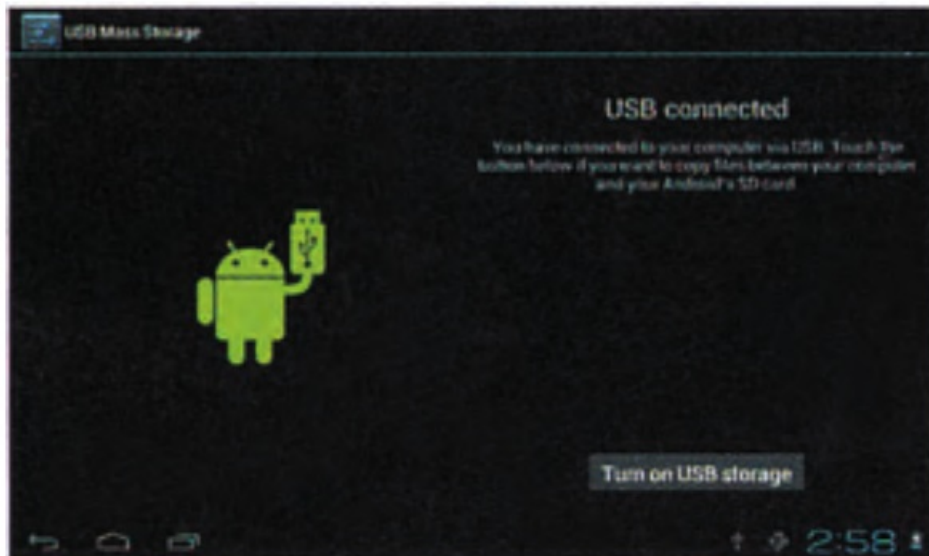 USB Mass Storage
USB connected
You have connected to your computer via USB. Touch the
button below if you want to copy files between your computer
and your Android's SD card
Turn on USB storage
2:58